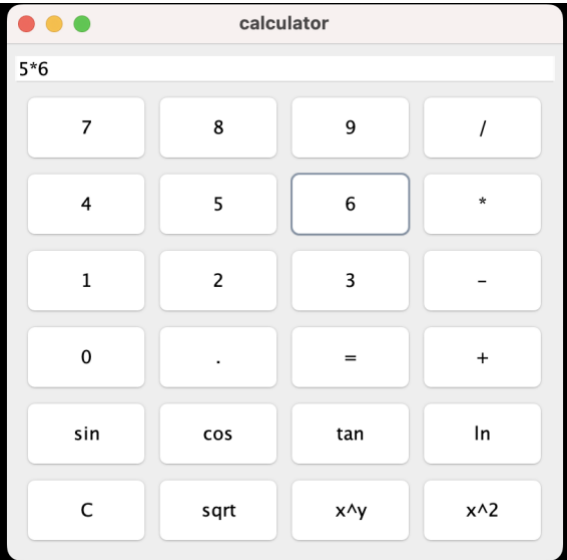 calculator
5*6
7 8 9 /
4 5 6 *
1 2 3 –
0 . = +
sin cos tan ln
C sqrt x^y x^2